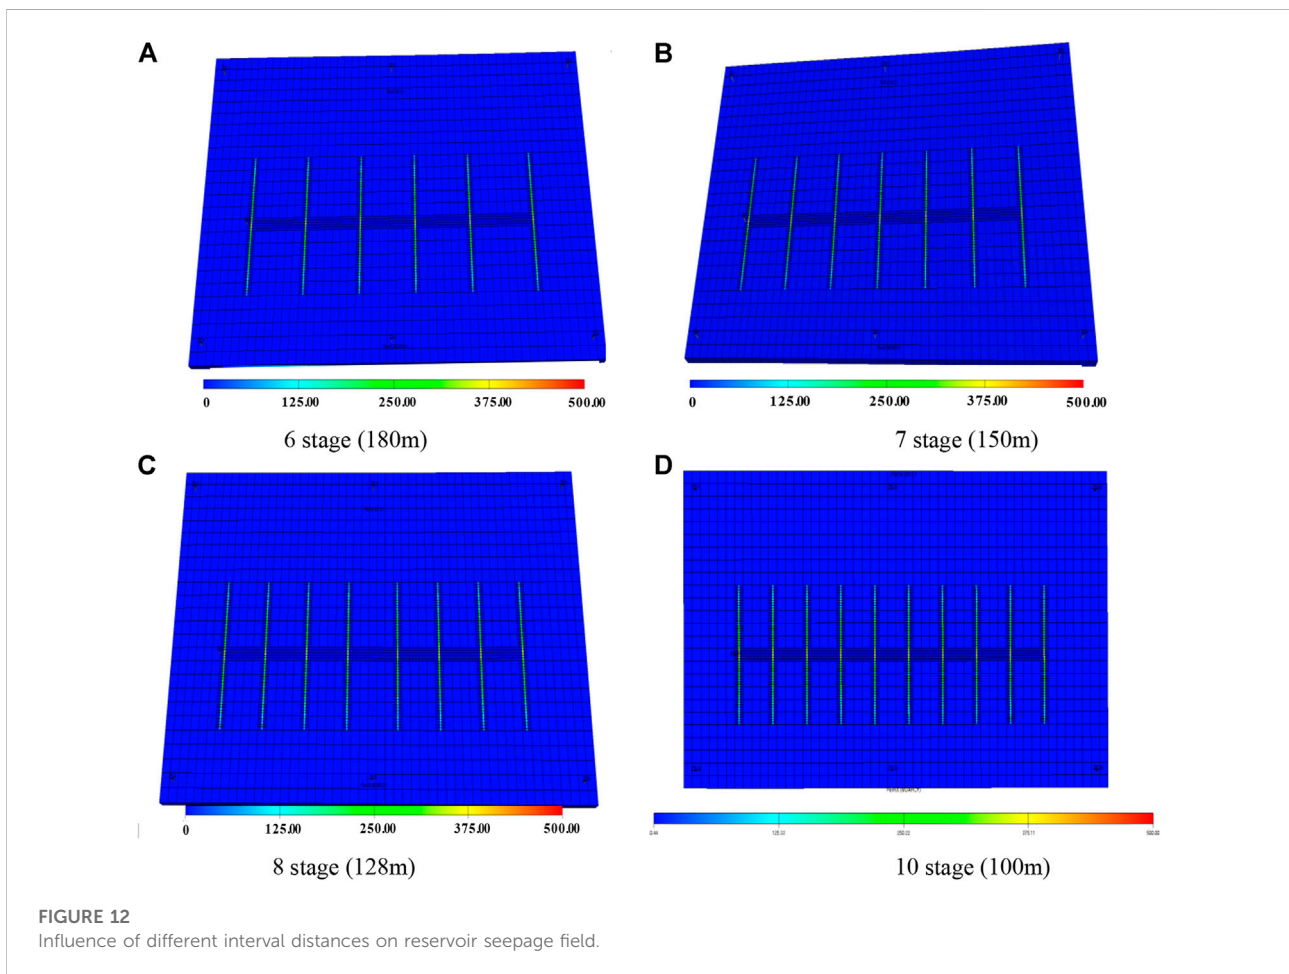 A
B
0 125.00 250.00 375.00 500.00
0 125.00 250.00 375.00 500.00
6 stage (180m)
7 stage (150m)
C
D
0 125.00 250.00 375.00 500.00
500.00
8 stage (128m)
10 stage (100m)
FIGURE 12
Influence of different interval distances on reservoir seepage field.